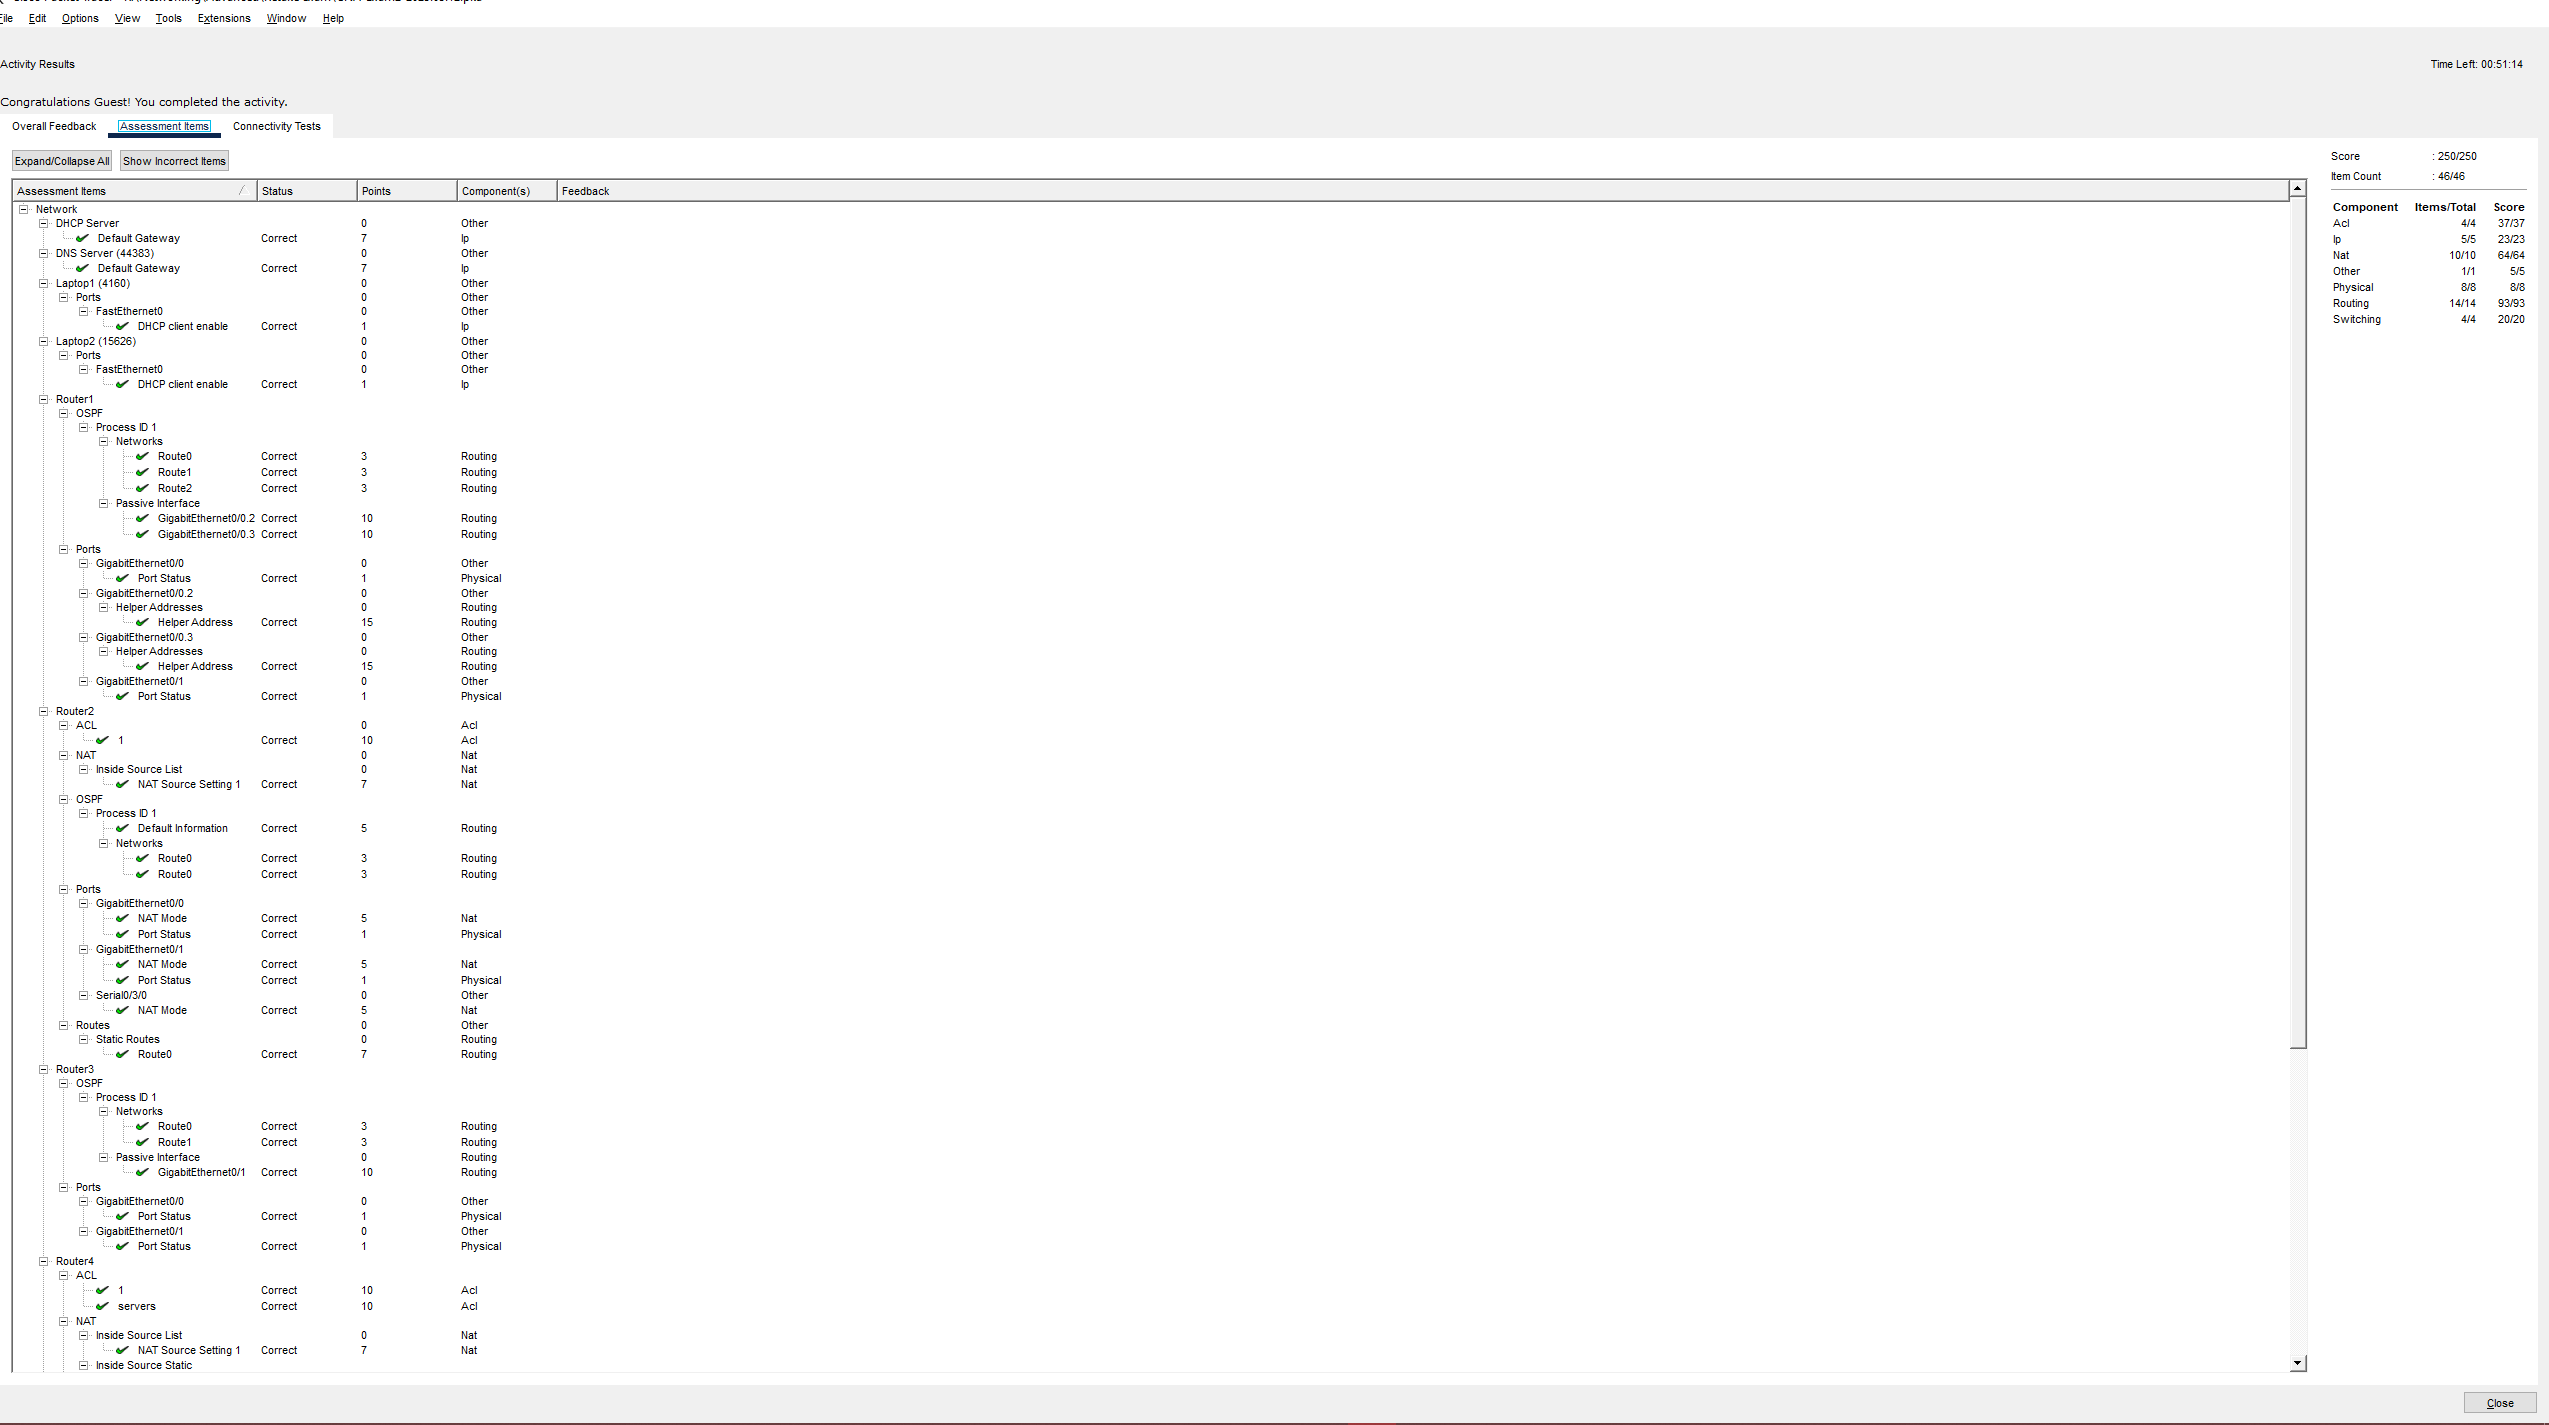 File Edit Options View Tools Extensions Window Help
Activity Results Time Left: 00:51:14
Congratulations Guest! You completed the activity.
Overall Feedback Assessment Items Connectivity Tests
Expand/Collapse All Show Incorrect Items
Assessment Items Status Points Component(s) Feedback
Network
DHCP Server 0 Other
Default Gateway Correct 7 Ip
DNS Server (44383) 0 Other
Default Gateway Correct 7 Ip
Laptop1 (4160) 0 Other
Ports 0 Other
FastEthernet0 0 Other
DHCP client enable Correct 1 Ip
Laptop2 (15626) 0 Other
Ports 0 Other
FastEthernet0 0 Other
DHCP client enable Correct 1 Ip
Router1
OSPF
Process ID 1
Networks
Route0 Correct 3 Routing
Route1 Correct 3 Routing
Route2 Correct 3 Routing
Passive Interface
GigabitEthernet0/0.2 Correct 10 Routing
GigabitEthernet0/0.3 Correct 10 Routing
Ports
GigabitEthernet0/0 0 Other
Port Status Correct 1 Physical
GigabitEthernet0/0.2 0 Other
Helper Addresses 0 Routing
Helper Address Correct 15 Routing
GigabitEthernet0/0.3 0 Other
Helper Addresses 0 Routing
Helper Address Correct 15 Routing
GigabitEthernet0/1 0 Other
Port Status Correct 1 Physical
Router2
ACL 0 Acl
1 Correct 10 Acl
NAT 0 Nat
Inside Source List 0 Nat
NAT Source Setting 1 Correct 7 Nat
OSPF
Process ID 1
Default Information Correct 5 Routing
Networks
Route0 Correct 3 Routing
Route0 Correct 3 Routing
Ports
GigabitEthernet0/0
NAT Mode Correct 5 Nat
Port Status Correct 1 Physical
GigabitEthernet0/1
NAT Mode Correct 5 Nat
Port Status Correct 1 Physical
Serial0/3/0 0 Other
NAT Mode Correct 5 Nat
Routes 0 Other
Static Routes 0 Routing
Route0 Correct 7 Routing
Router3
OSPF
Process ID 1
Networks
Route0 Correct 3 Routing
Route1 Correct 3 Routing
Passive Interface 0 Routing
GigabitEthernet0/1 Correct 10 Routing
Ports
GigabitEthernet0/0 0 Other
Port Status Correct 1 Physical
GigabitEthernet0/1 0 Other
Port Status Correct 1 Physical
Router4
ACL
1 Correct 10 Acl
servers Correct 10 Acl
NAT
Inside Source List 0 Nat
NAT Source Setting 1 Correct 7 Nat
Inside Source Static
Score : 250/250
Item Count : 46/46
Component Items/Total Score
Acl 4/4 37/37
Ip 5/5 23/23
Nat 10/10 64/64
Other 1/1 5/5
Physical 8/8 8/8
Routing 14/14 93/93
Switching 4/4 20/20
Close